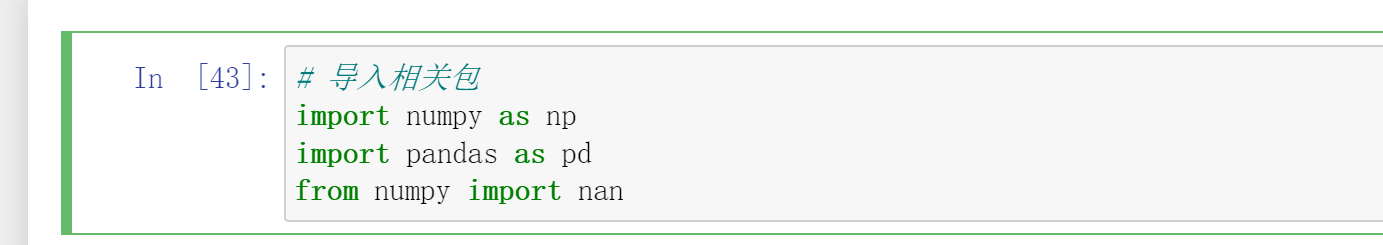 In [43]: # 导入相关包
import numpy as np
import pandas as pd
from numpy import nan